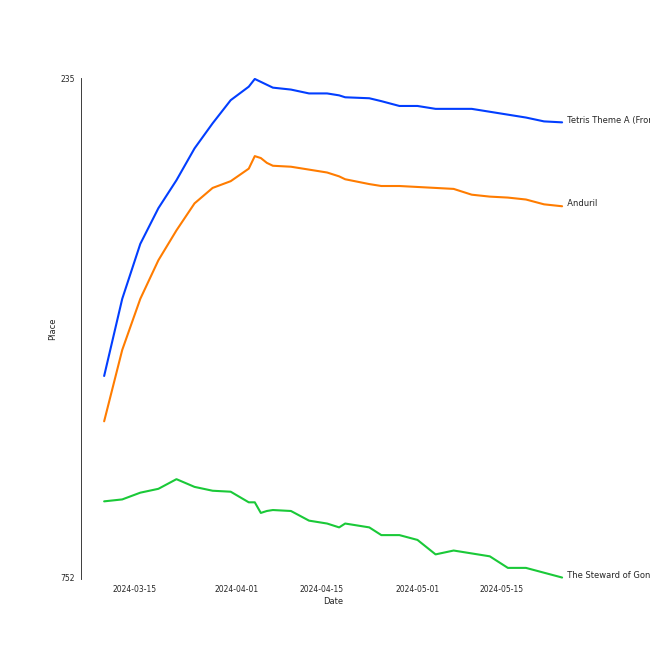 235
Tetris Theme A (From
Anduril
Place
The Steward of Gon
752
2024-03-15 2024-04-01 2024-04-15 2024-05-01 2024-05-15
Date